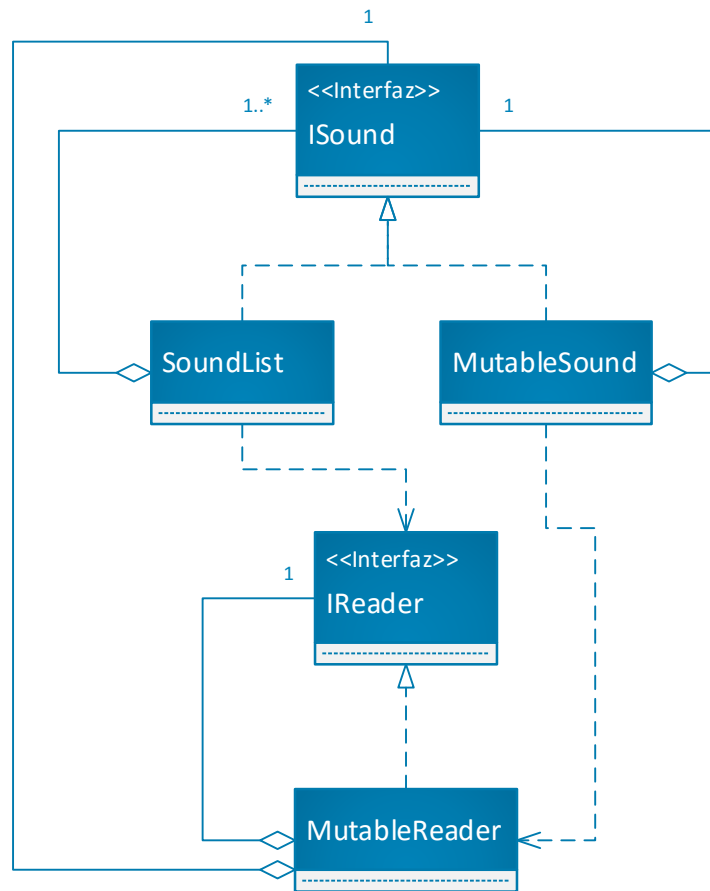 1
<<Interfaz>>
1..*
1
ISound
SoundList
MutableSound
<<Interfaz>>
1
IReader
MutableReader